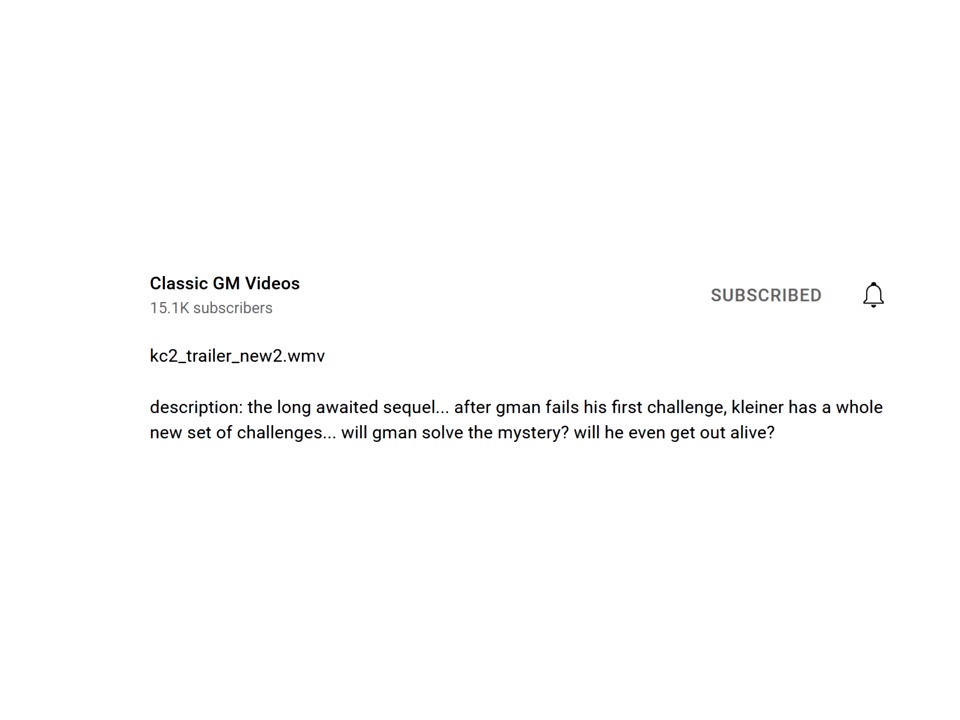 Classic GM Videos
15.1K subscribers
SUBSCRIBED
kc2_trailer_new2.wmv
description: the long awaited sequel... after gman fails his first challenge, kleiner has a whole
new set of challenges... will gman solve the mystery? will he even get out alive?